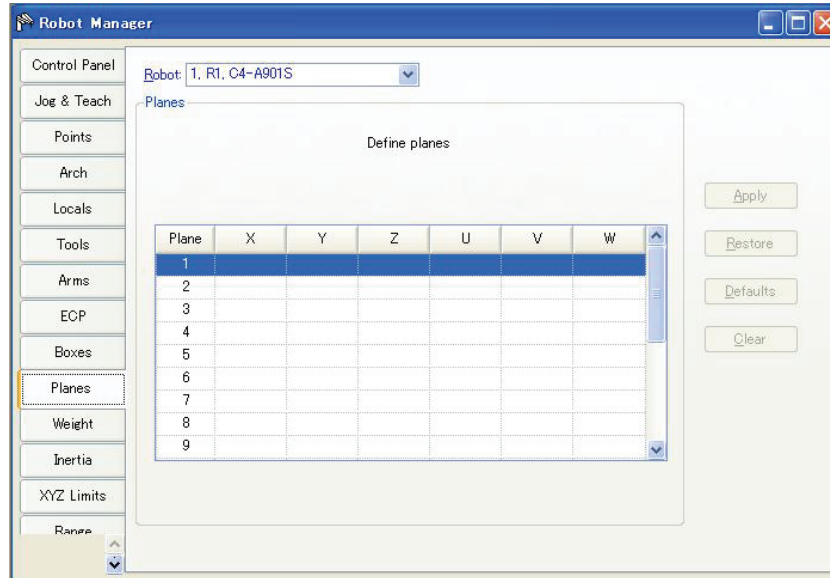 Robot Manager
Control Panel
Jog & Teach
Points
Arch
Locals
Tools
Arms
ECP
Boxes
Planes
Weight
Inertia
XYZ Limits
Range
Robot: 1, R1, C4-A901S
Planes
Define planes
Plane X Y Z U V W
1
2
3
4
5
6
7
8
9
Apply
Restore
Defaults
Clear